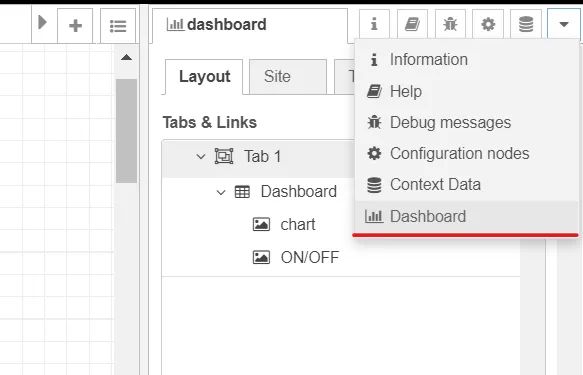 dashboard
Layout
Site
T
Tabs & Links
Tab 1
Dashboard
chart
ON/OFF
Information
Help
Debug messages
Configuration nodes
Context Data
Dashboard